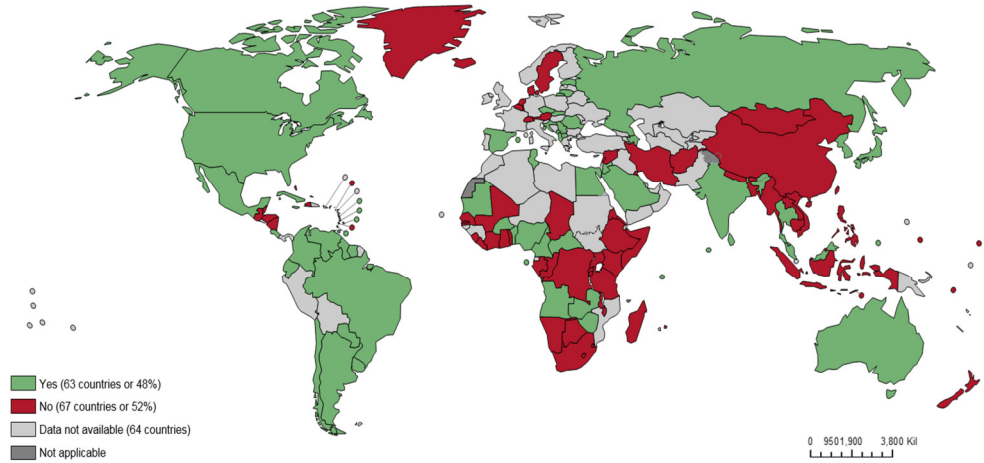 Yes (63 countries or 48%)
No (67 countries or 52%)
Data not available (64 countries)
Not applicable
0 9501,900 3,800 Kil